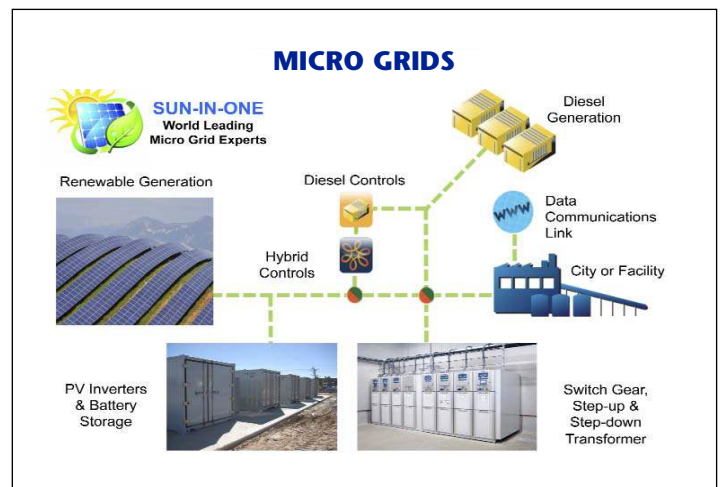 MICRO GRIDS
SUN-IN-ONE
World Leading
Micro Grid Experts
Diesel
Generation
Renewable Generation
Diesel Controls
www
Data
Communications
Link
Hybrid
Controls
City or Facility
PV Inverters
& Battery
Storage
Switch Gear,
Step-up &
Step-down
Transformer